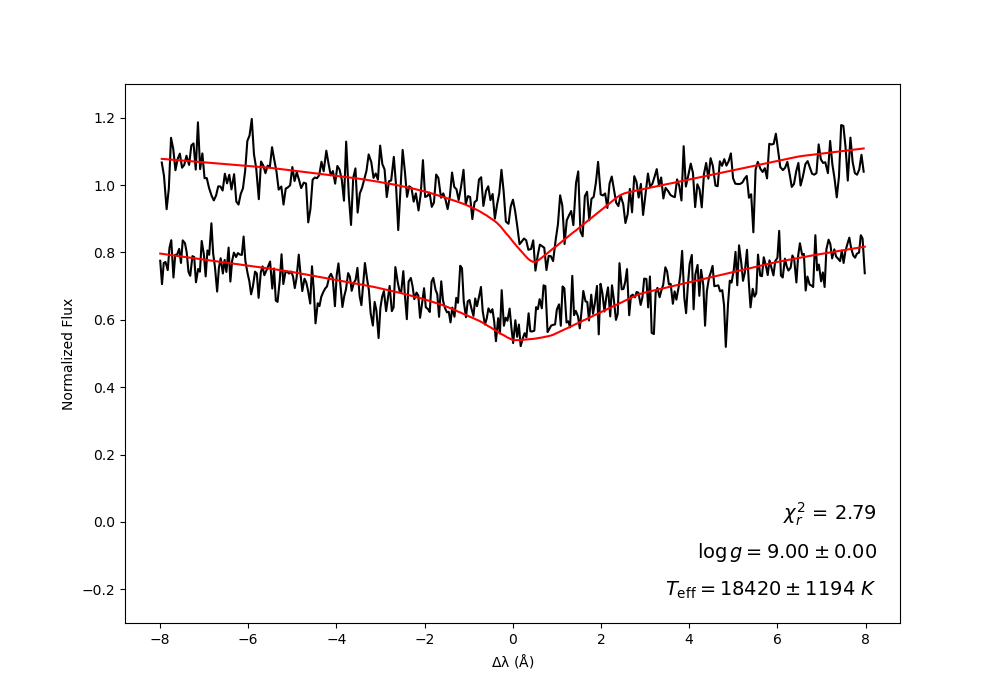 1.2
1.0
0.8
0.6
0.4
0.2
0.0
−0.2
Normalized Flux
χ²ᵣ = 2.79
log g = 9.00 ± 0.00
T_eff = 18420 ± 1194 K
−8 −6 −4 −2 0 2 4 6 8
Δλ (Å)